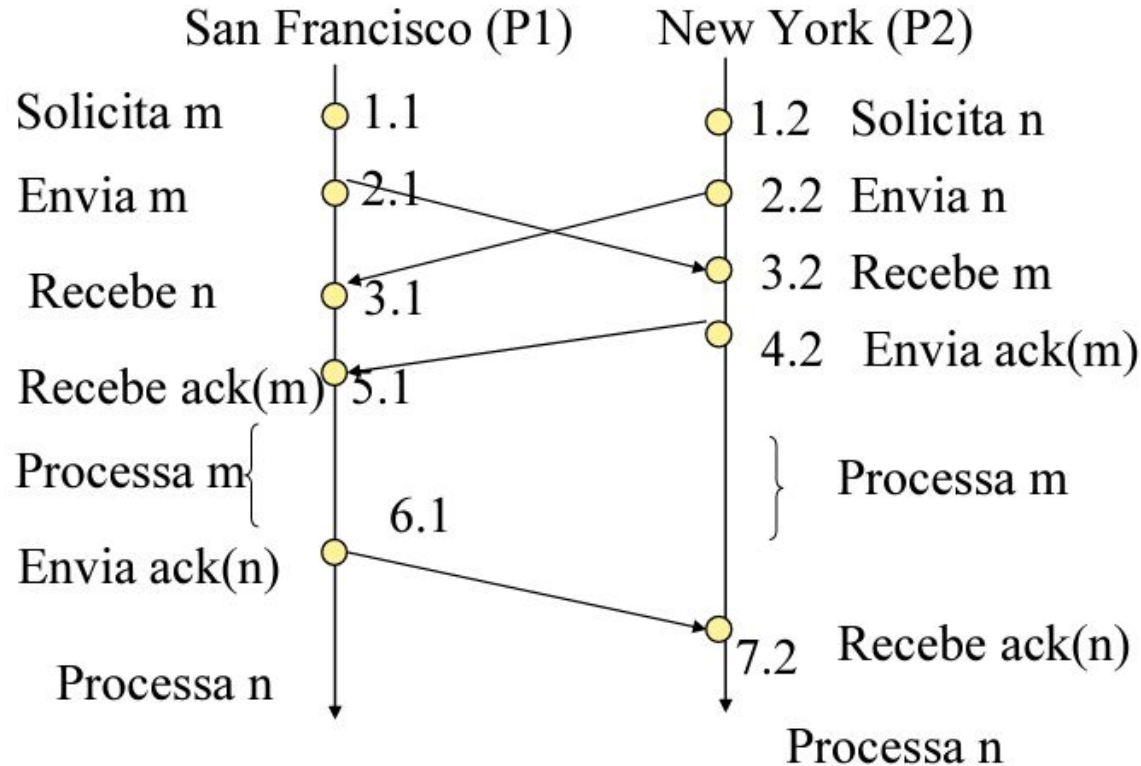 San Francisco (P1) New York (P2)
Solicita m 1.1 1.2 Solicita n
Envia m 2.1 2.2 Envia n
Recebe n 3.1 3.2 Recebe m
4.2 Envia ack(m)
Recebe ack(m) 5.1
Processa m Processa m
6.1
Envia ack(n)
7.2 Recebe ack(n)
Processa n
Processa n